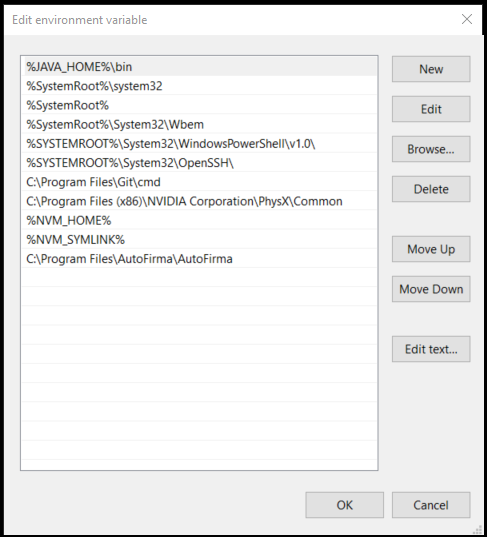 Edit environment variable
%JAVA_HOME%\bin
%SystemRoot%\system32
%SystemRoot%
%SystemRoot%\System32\Wbem
%SYSTEMROOT%\System32\WindowsPowerShell\v1.0\
%SYSTEMROOT%\System32\OpenSSH\
C:\Program Files\Git\cmd
C:\Program Files (x86)\NVIDIA Corporation\PhysX\Common
%NVM_HOME%
%NVM_SYMLINK%
C:\Program Files\AutoFirma\AutoFirma
New
Edit
Browse...
Delete
Move Up
Move Down
Edit text...
OK
Cancel